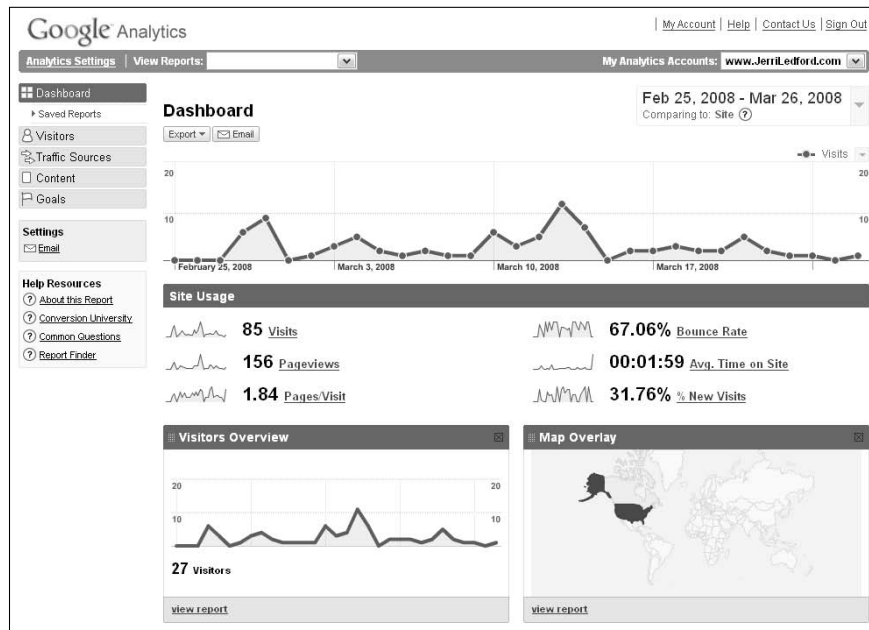 Google Analytics
My Account | Help | Contact Us | Sign Out
Analytics Settings | View Reports:
My Analytics Accounts: www.JerriLedford.com
Dashboard
Saved Reports
Visitors
Traffic Sources
Content
Goals
Settings
Email
Help Resources
? About this Report
? Conversion University
? Common Questions
? Report Finder
Dashboard
Feb 25, 2008 - Mar 26, 2008
Comparing to: Site ?
Export Email
Visits
20 20
10 10
February 25, 2008 March 3, 2008 March 10, 2008 March 17, 2008
Site Usage
85 Visits
67.06% Bounce Rate
156 Pageviews
00:01:59 Avg. Time on Site
1.84 Pages/Visit
31.76% % New Visits
Visitors Overview
20 20
10 10
27 Visitors
view report
Map Overlay
view report